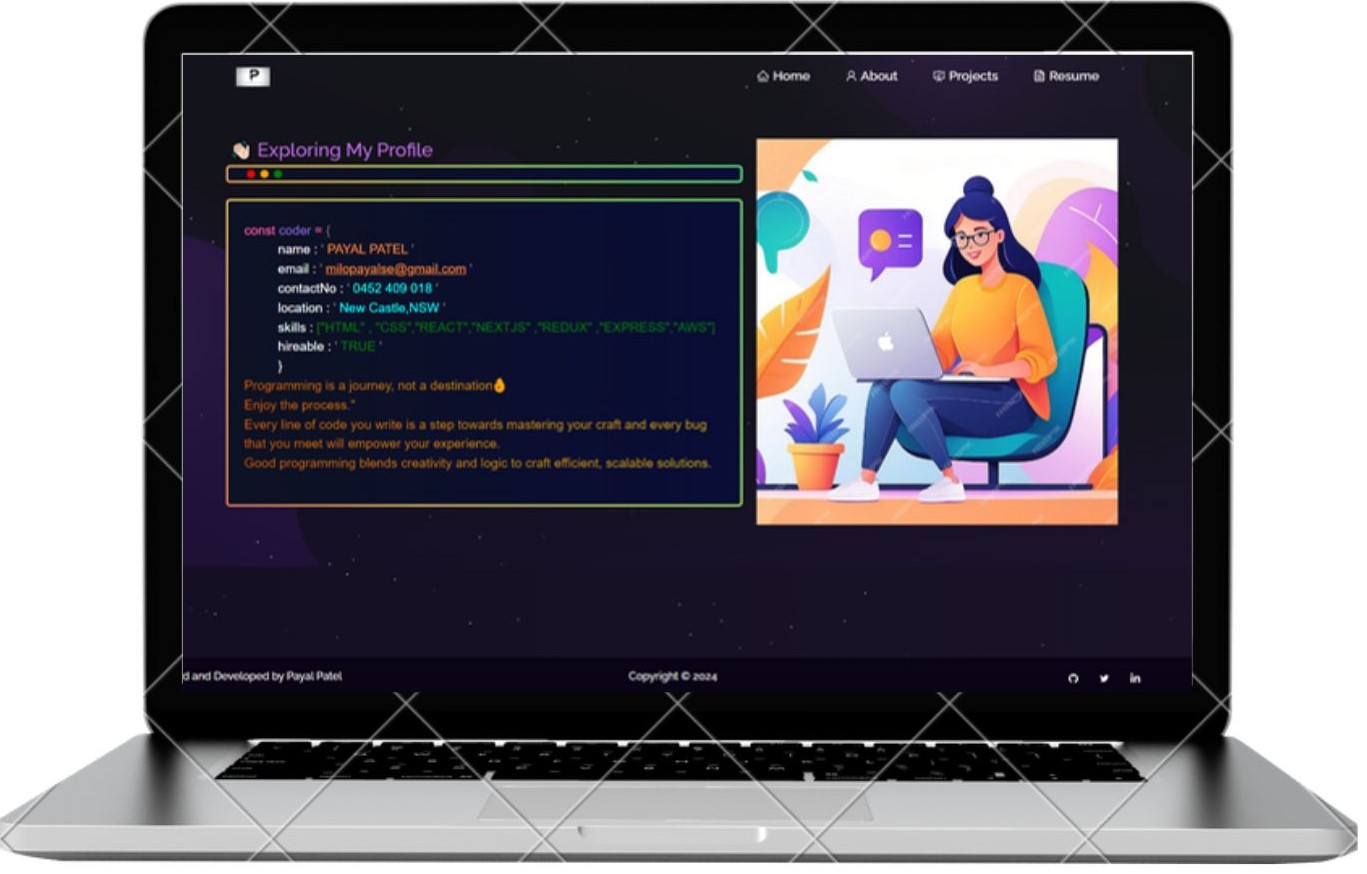 P
Home About Projects Resume
👋🏻 Exploring My Profile
const coder = {
name : ' PAYAL PATEL '
email : ' milopayalse@gmail.com '
contactNo : ' 0452 409 018 '
location : ' New Castle,NSW '
skills : ["HTML" , "CSS","REACT","NEXTJS" ,"REDUX" ,"EXPRESS","AWS"]
hireable : ' TRUE '
}
Programming is a journey, not a destination
Enjoy the process."
Every line of code you write is a step towards mastering your craft and every bug
that you meet will empower your experience.
Good programming blends creativity and logic to craft efficient, scalable solutions.
d and Developed by Payal Patel Copyright © 2024 in